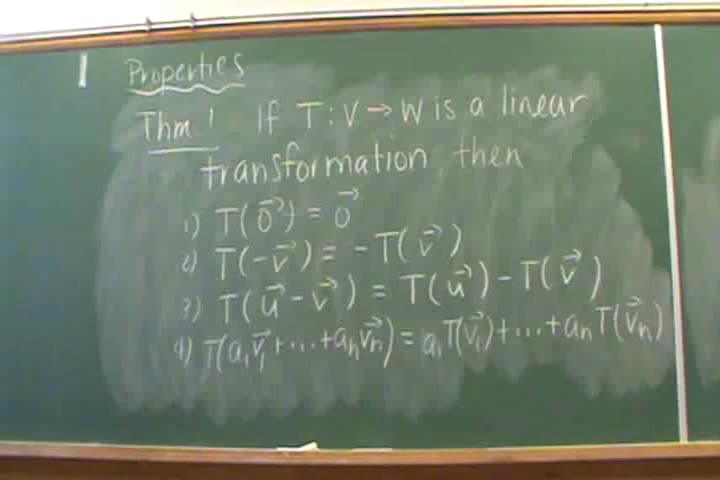 Properties
Thm 1 If T : V → W is a linear
transformation, then
1) T(0⃗) = 0⃗
2) T(-v⃗) = -T(v⃗)
3) T(u⃗ - v⃗) = T(u⃗) - T(v⃗)
4) T(a₁v⃗₁ + ... + aₙv⃗ₙ) = a₁T(v⃗₁) + ... + aₙT(v⃗ₙ)